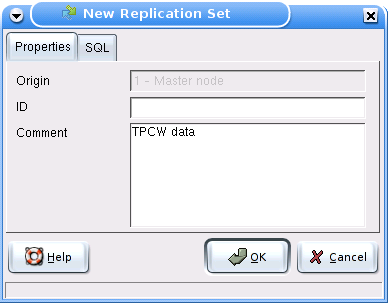 New Replication Set
Properties SQL
Origin 1 - Master node
ID
Comment TPCW data
Help OK Cancel